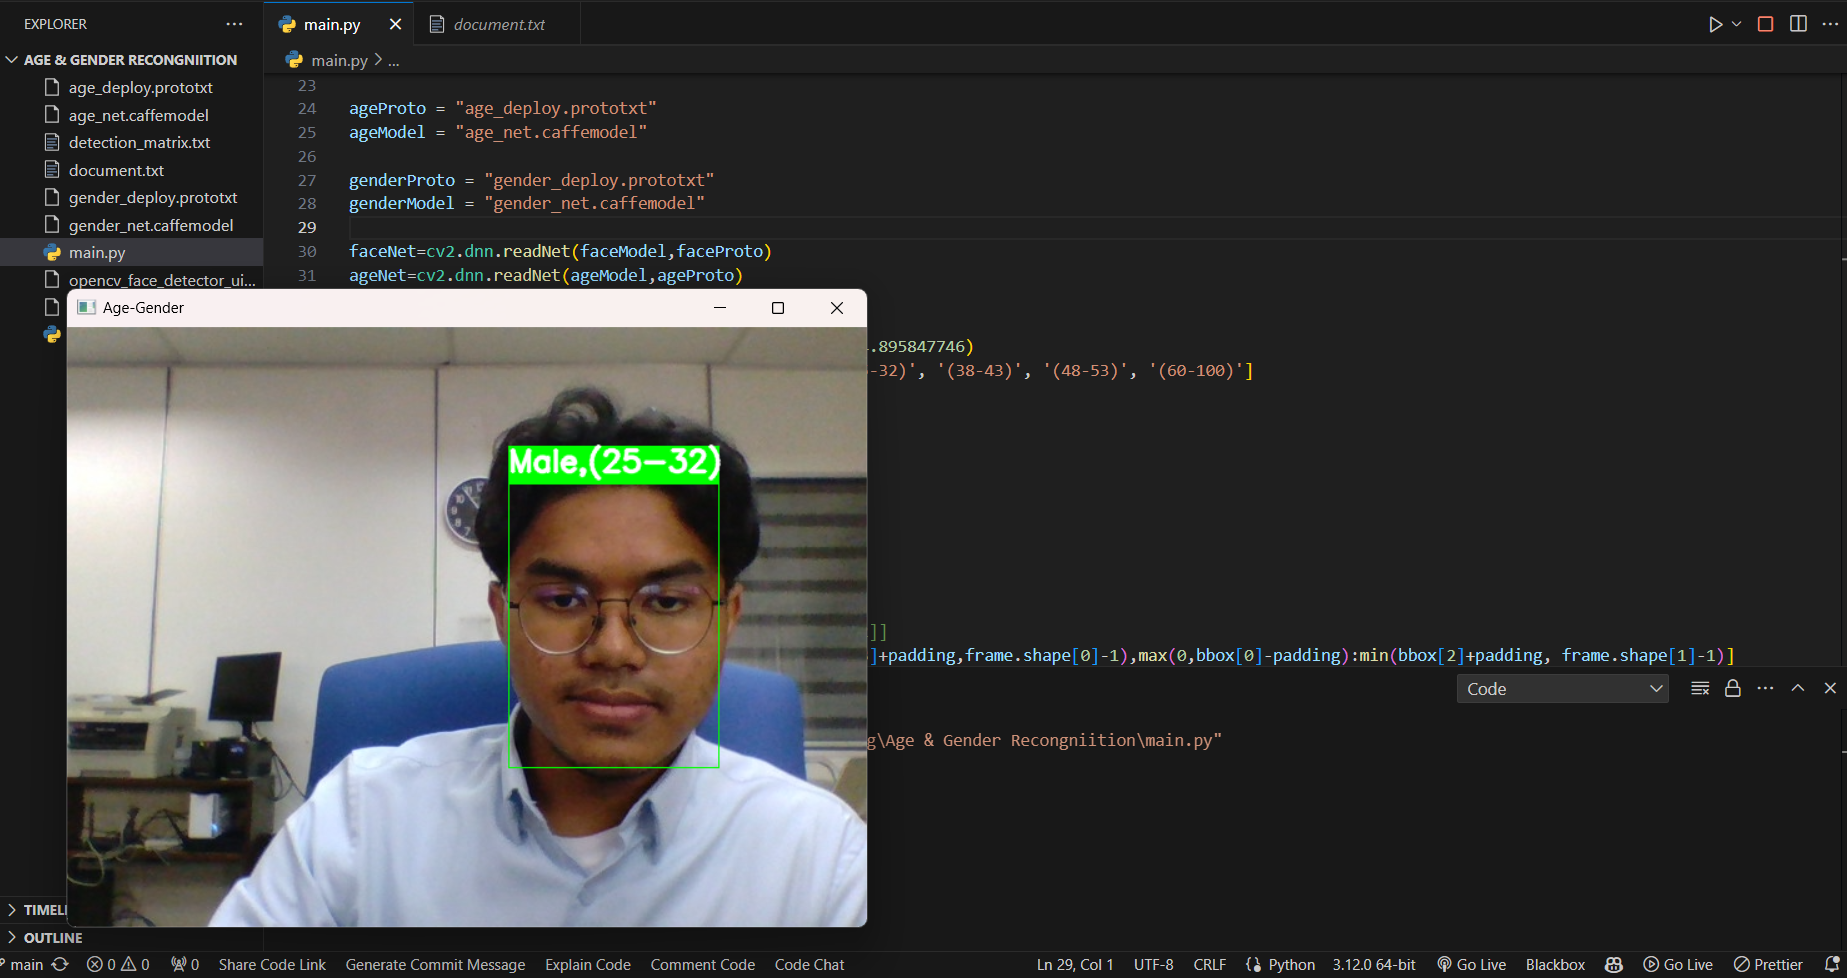 EXPLORER ...
main.py
document.txt
AGE & GENDER RECONGNIITION
main.py > ...
age_deploy.prototxt
age_net.caffemodel
detection_matrix.txt
document.txt
gender_deploy.prototxt
gender_net.caffemodel
main.py
opencv_face_detector_ui...
23
24 ageProto = "age_deploy.prototxt"
25 ageModel = "age_net.caffemodel"
26
27 genderProto = "gender_deploy.prototxt"
28 genderModel = "gender_net.caffemodel"
29
30 faceNet=cv2.dnn.readNet(faceModel,faceProto)
31 ageNet=cv2.dnn.readNet(ageModel,ageProto)
.895847746)
-32)', '(38-43)', '(48-53)', '(60-100)']
]]
]+padding,frame.shape[0]-1),max(0,bbox[0]-padding):min(bbox[2]+padding, frame.shape[1]-1)]
Age-Gender
Male,(25-32)
Code
g\Age & Gender Recongniition\main.py"
TIMELI
OUTLINE
main 0 0 0 Share Code Link Generate Commit Message Explain Code Comment Code Code Chat Ln 29, Col 1 UTF-8 CRLF Python 3.12.0 64-bit Go Live Blackbox Go Live Prettier